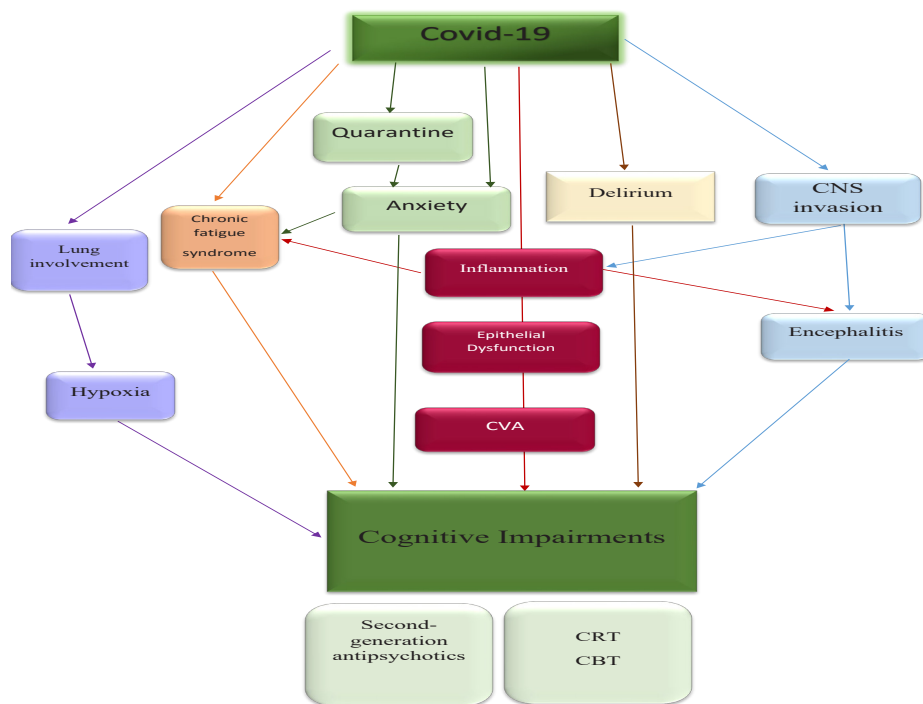 Covid-19
Quarantine
Anxiety
Delirium
CNS
invasion
Chronic
fatigue
syndrome
Lung
involvement
Inflammation
Epithelial
Dysfunction
Encephalitis
Hypoxia
CVA
Cognitive Impairments
Second-
generation
antipsychotics
CRT
CBT